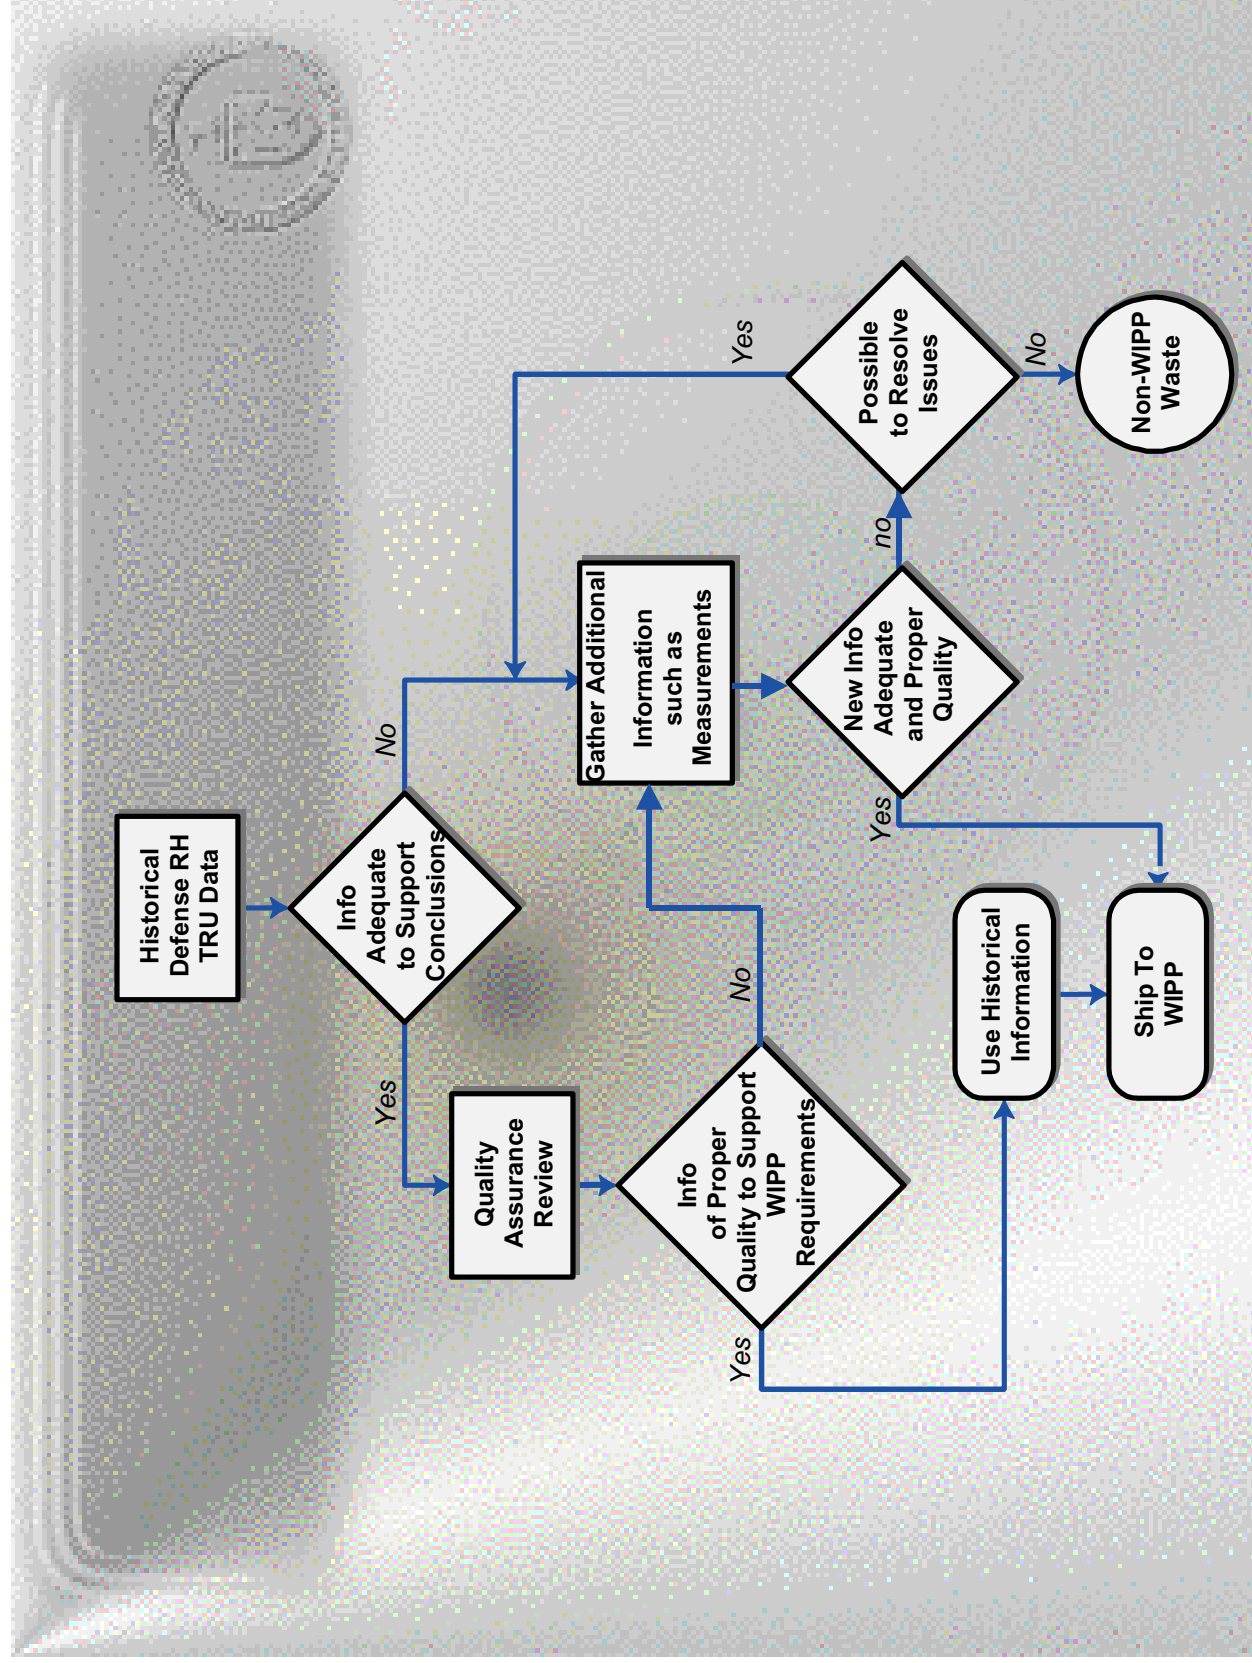 Historical
Defense RH
TRU Data
Info
Adequate
to Support
Conclusions
Yes
No
Quality
Assurance
Review
Gather Additional
Information
such as
Measurements
Yes
Info
of Proper
Quality to Support
WIPP
Requirements
Yes
No
New Info
Adequate
and Proper
Quality
Yes
no
Possible
to Resolve
Issues
No
Use Historical
Information
Ship To
WIPP
Non-WIPP
Waste